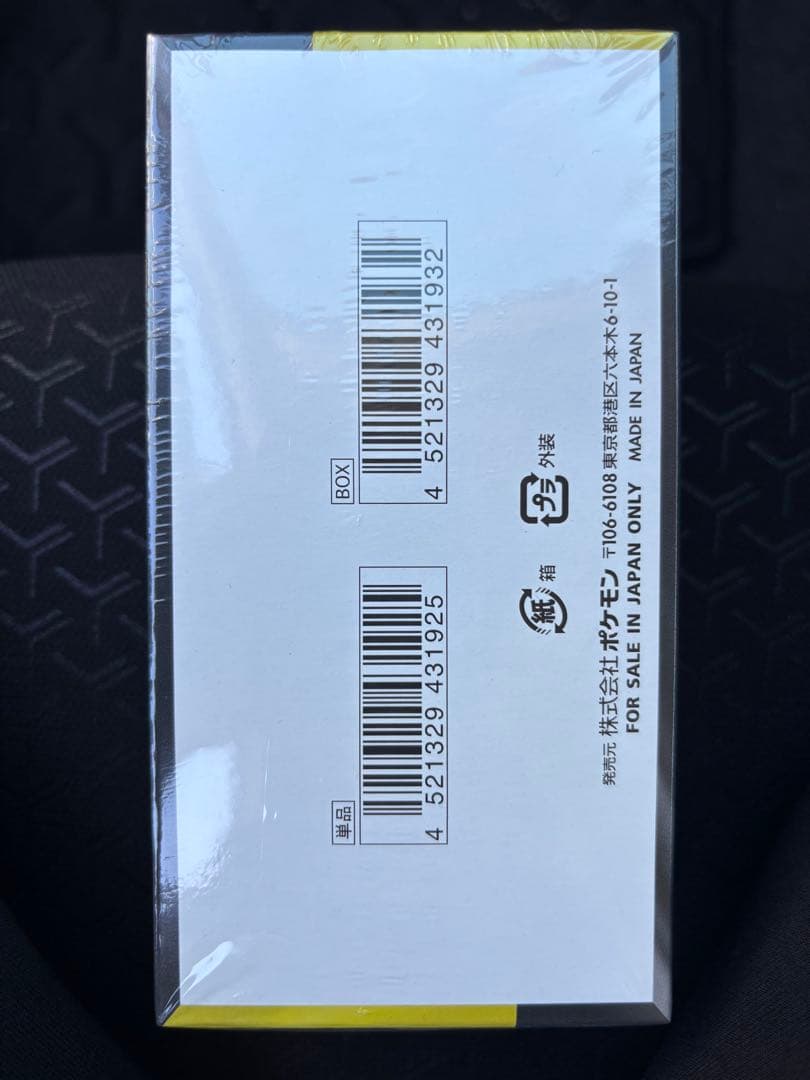 単品
4 521329 431925
BOX
4 521329 431932
紙 箱
プラ 外装
発売元 株式会社ポケモン 〒106-6108 東京都港区六本木6-10-1
FOR SALE IN JAPAN ONLY MADE IN JAPAN